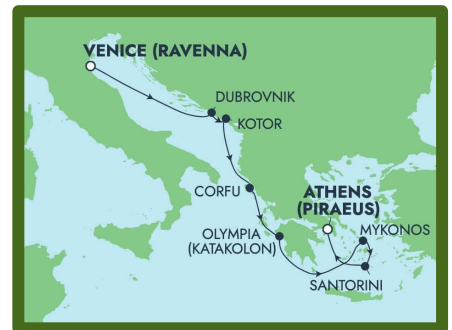 VENICE (RAVENNA)
DUBROVNIK
KOTOR
CORFU
ATHENS
(PIRAEUS)
MYKONOS
OLYMPIA
(KATAKOLON)
SANTORINI